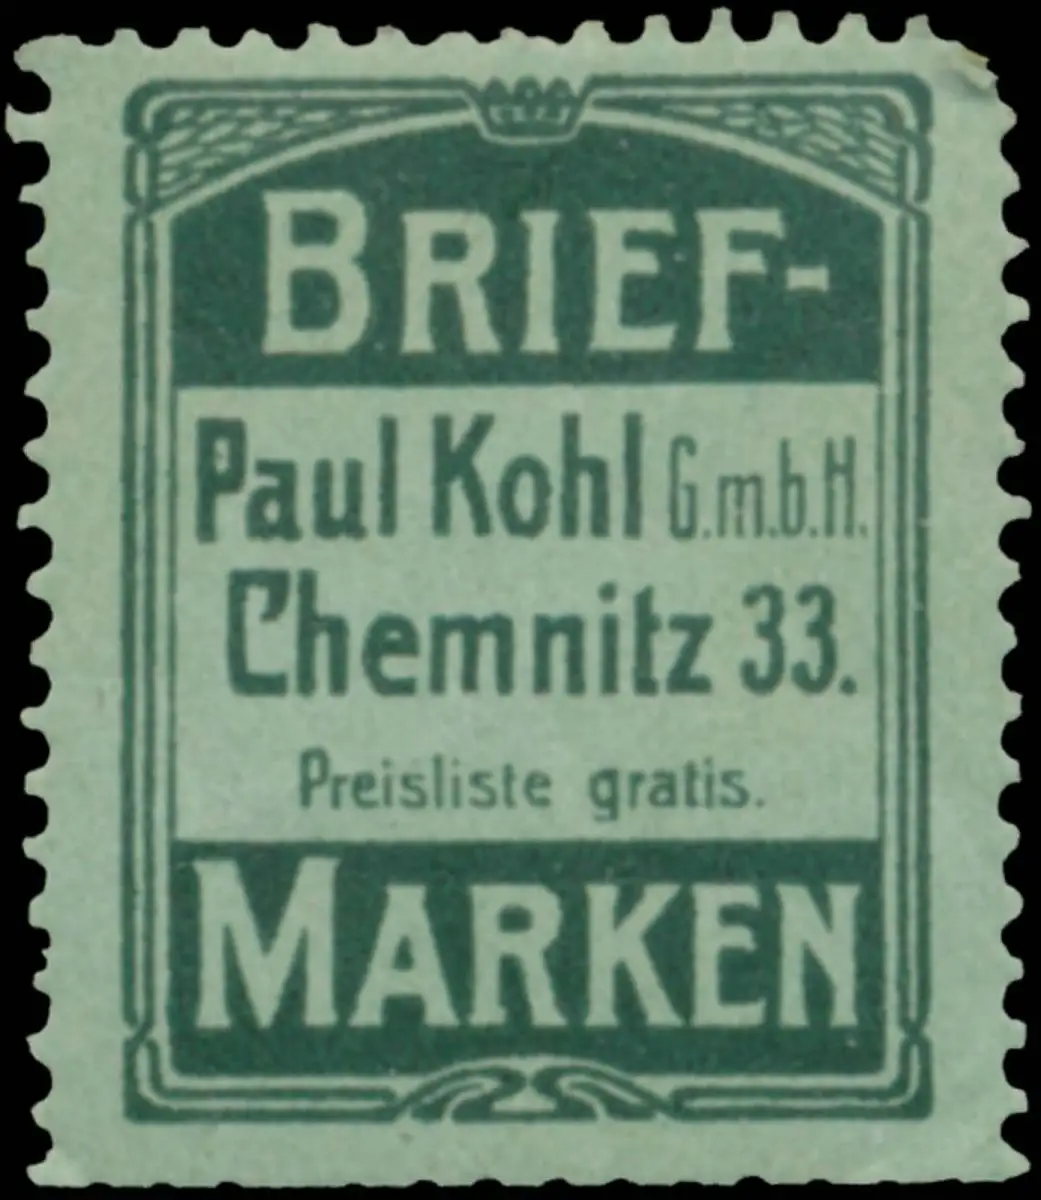 BRIEF-
Paul Kohl G.m.b.H.
Chemnitz 33.
Preisliste gratis.
MARKEN